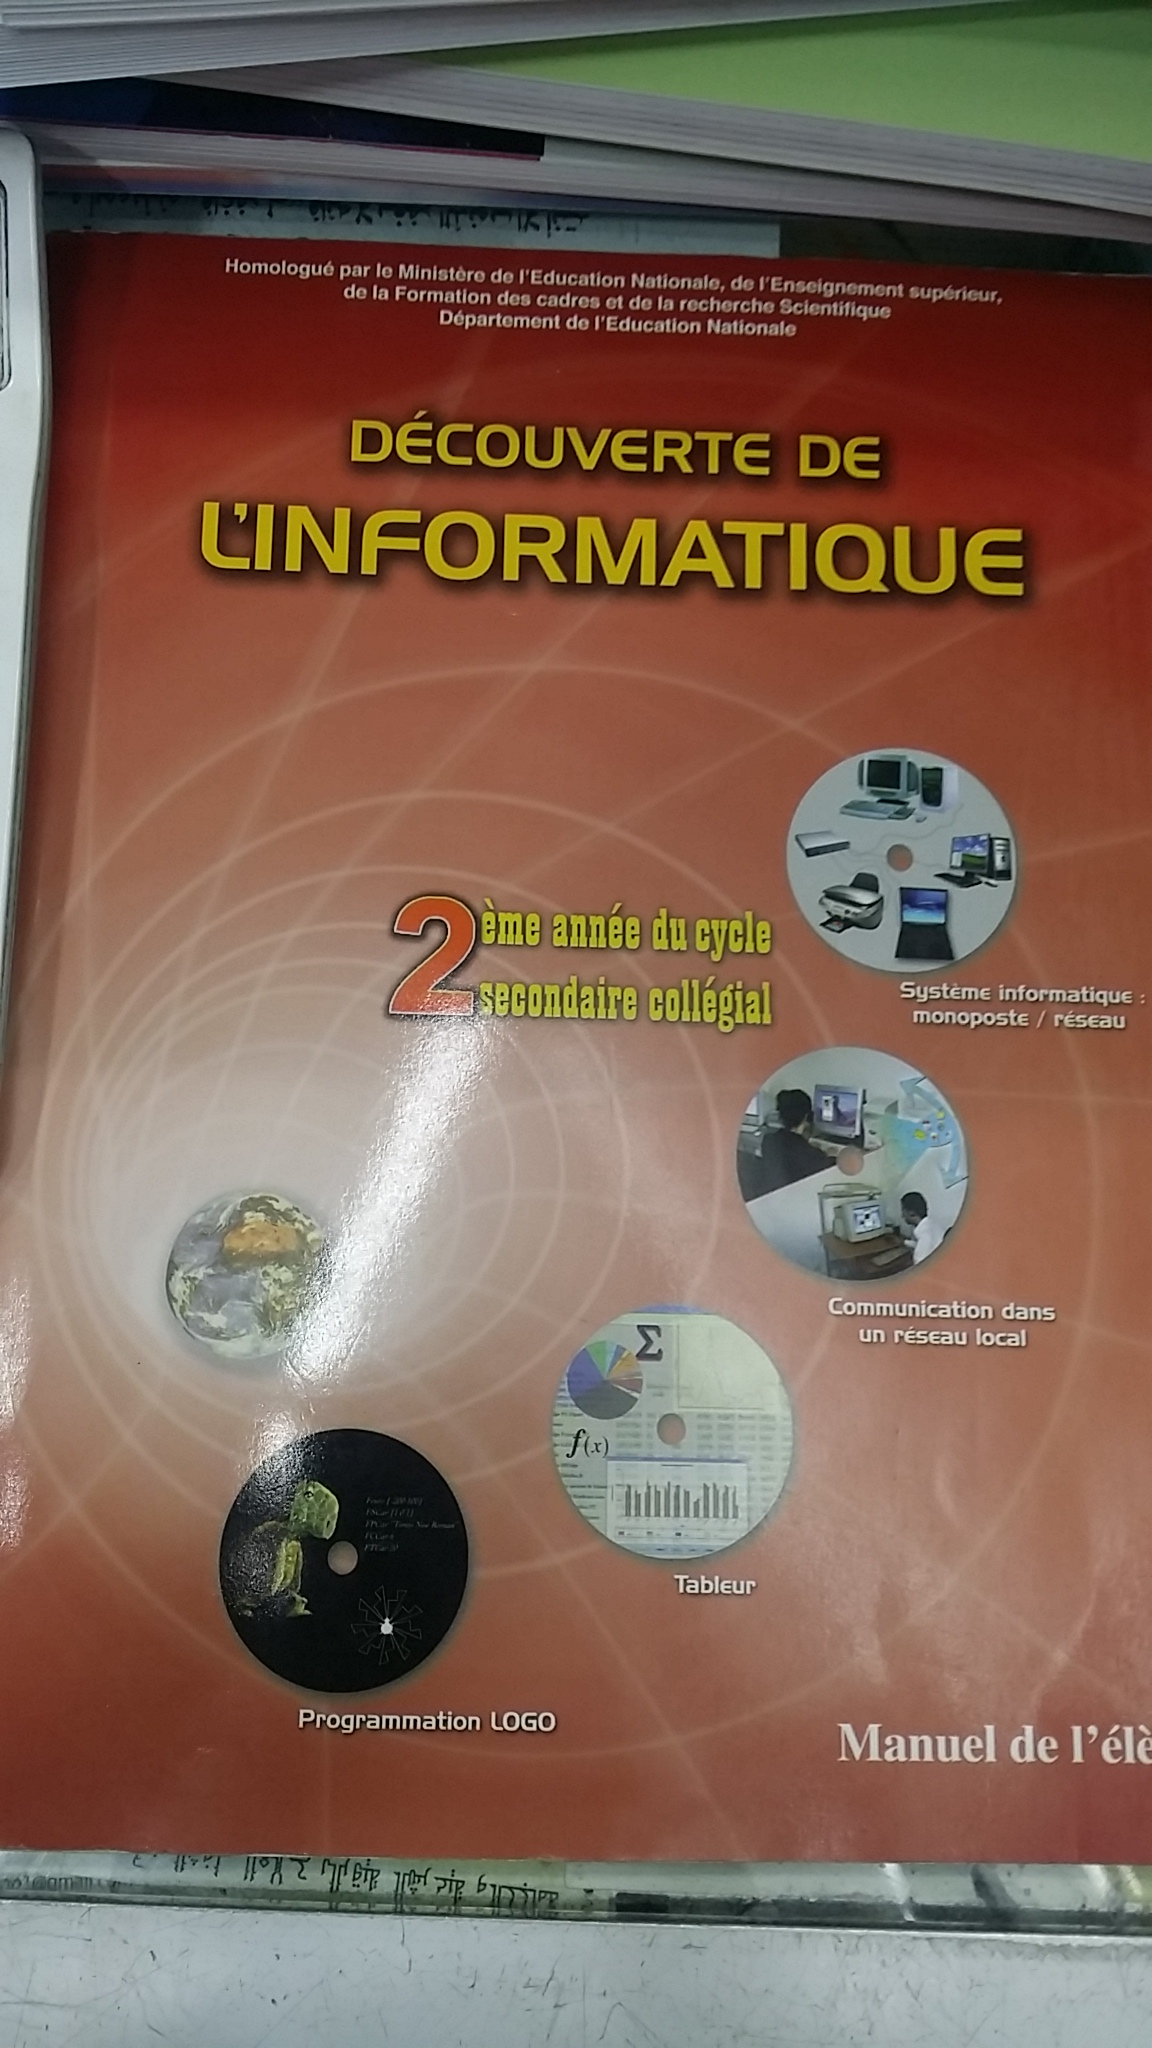 Homologué par le Ministère de l'Education Nationale, de l'Enseignement supérieur,
de la Formation des cadres et de la recherche Scientifique
Département de l'Education Nationale
DÉCOUVERTE DE
L'INFORMATIQUE
2ème année du cycle
secondaire collégial
Système informatique :
monoposte / réseau
Communication dans
un réseau local
Σ
f(x)
Tableur
Programmation LOGO
Manuel de l'élè